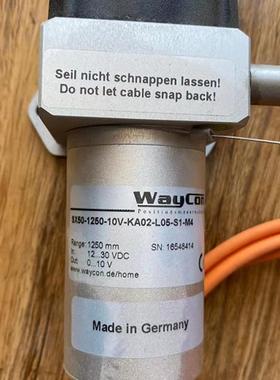 Seil nicht schnappen lassen!
Do not let cable snap back!
WayCon
Positionsmesstechnik
SX50-1250-10V-KA02-L05-S1-M4
Range: 1250 mm SN: 16546414
In: 12...30 VDC
Out: 0...10 V
www.waycon.de/home
Made in Germany